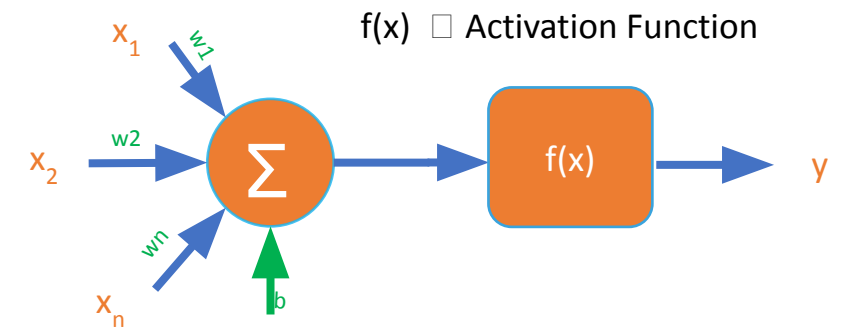 f(x) □ Activation Function
x1
w1
x2
w2
∑
f(x)
y
wn
xn
b